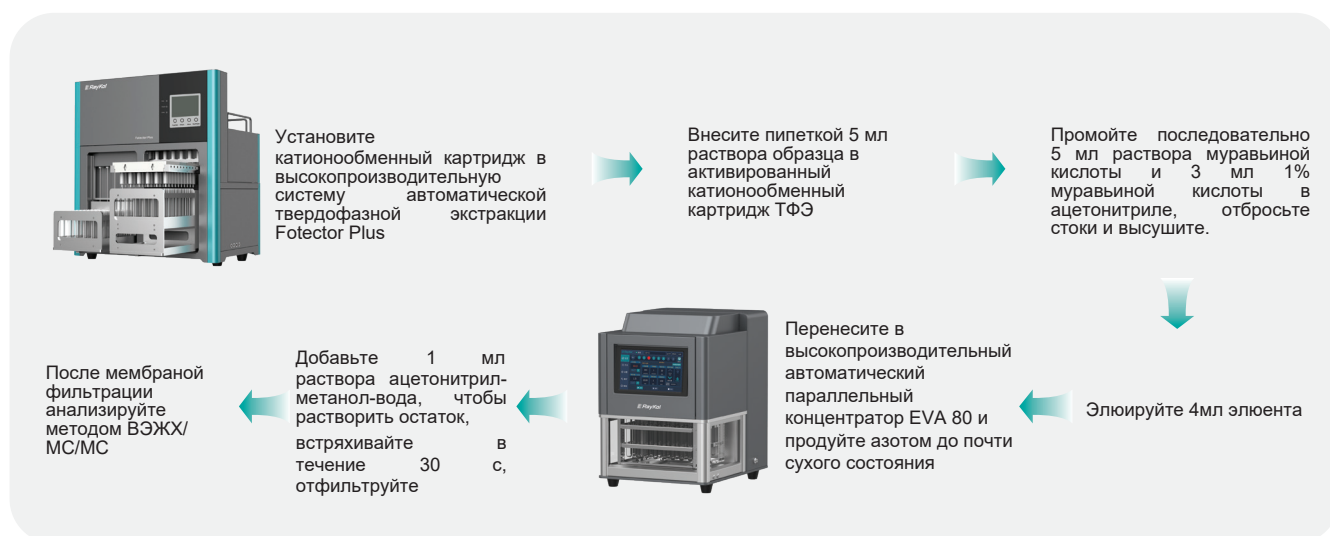 RayKol
Установите
катионообменный картридж в
высокопроизводительную
систему автоматической
твердофазной экстракции
Fotector Plus
Внесите пипеткой 5 мл
раствора образца в
активированный
катионообменный
картридж ТФЭ
Промойте последовательно
5 мл раствора муравьиной
кислоты и 3 мл 1%
муравьиной кислоты в
ацетонитриле, отбросьте
стоки и высушите.
Элюируйте 4мл элюента
RayKol
Перенесите в
высокопроизводительный
автоматический
параллельный
концентратор EVA 80 и
продуйте азотом до почти
сухого состояния
Добавьте 1 мл
раствора ацетонитрил-
метанол-вода, чтобы
растворить остаток,
встряхивайте в
течение 30 с,
отфильтруйте
После мембраной
фильтрации
анализируйте
методом ВЭЖХ/
МС/МС